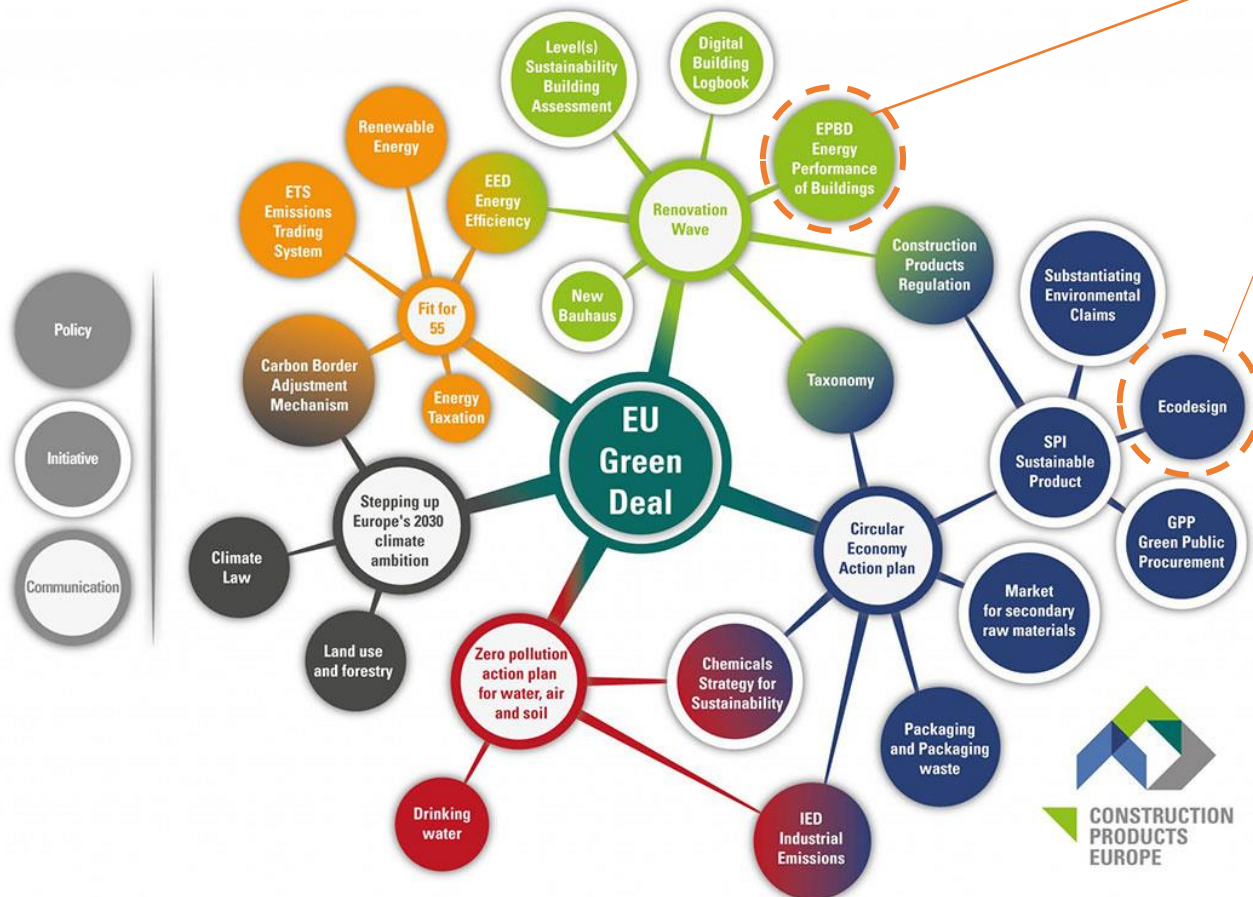 Level(s)
Sustainability
Building
Assessment
Digital
Building
Logbook
EPBD
Energy
Performance
of Buildings
Renewable
Energy
EED
Energy
Efficiency
ETS
Emissions
Trading
System
Renovation
Wave
Construction
Products
Regulation
Substantiating
Environmental
Claims
New
Bauhaus
Fit for
55
Policy
Carbon Border
Adjustment
Mechanism
Energy
Taxation
Taxonomy
Ecodesign
EU
Green
Deal
SPI
Sustainable
Product
Initiative
Stepping up
Europe's 2030
climate
ambition
Circular
Economy
Action plan
GPP
Green Public
Procurement
Climate
Law
Communication
Market
for secondary
raw materials
Land use
and forestry
Zero pollution
action plan
for water, air
and soil
Chemicals
Strategy for
Sustainability
Packaging
and Packaging
waste
Drinking
water
IED
Industrial
Emissions
CONSTRUCTION
PRODUCTS
EUROPE